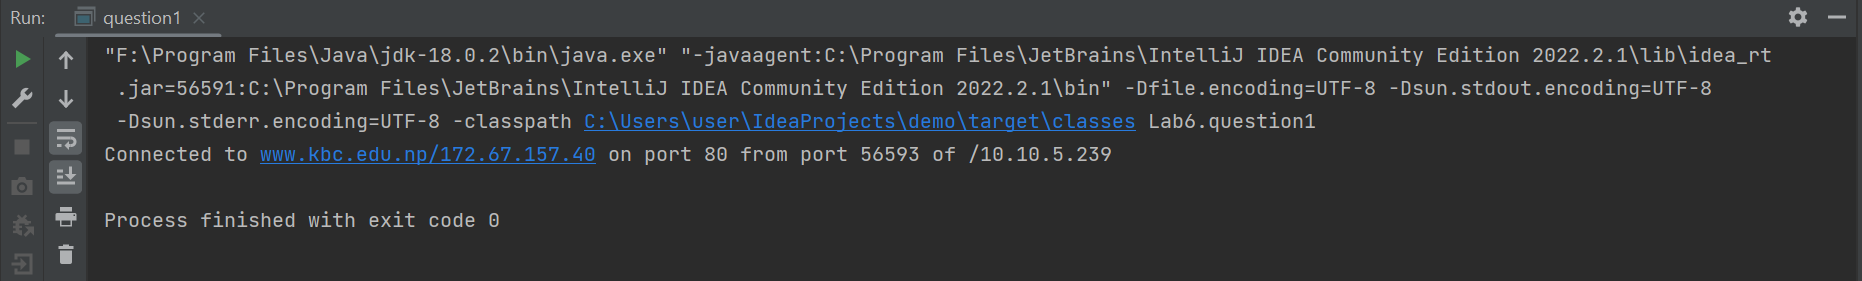 Run: question1
"F:\Program Files\Java\jdk-18.0.2\bin\java.exe" "-javaagent:C:\Program Files\JetBrains\IntelliJ IDEA Community Edition 2022.2.1\lib\idea_rt
.jar=56591:C:\Program Files\JetBrains\IntelliJ IDEA Community Edition 2022.2.1\bin" -Dfile.encoding=UTF-8 -Dsun.stdout.encoding=UTF-8
-Dsun.stderr.encoding=UTF-8 -classpath C:\Users\user\IdeaProjects\demo\target\classes Lab6.question1
Connected to www.kbc.edu.np/172.67.157.40 on port 80 from port 56593 of /10.10.5.239
Process finished with exit code 0